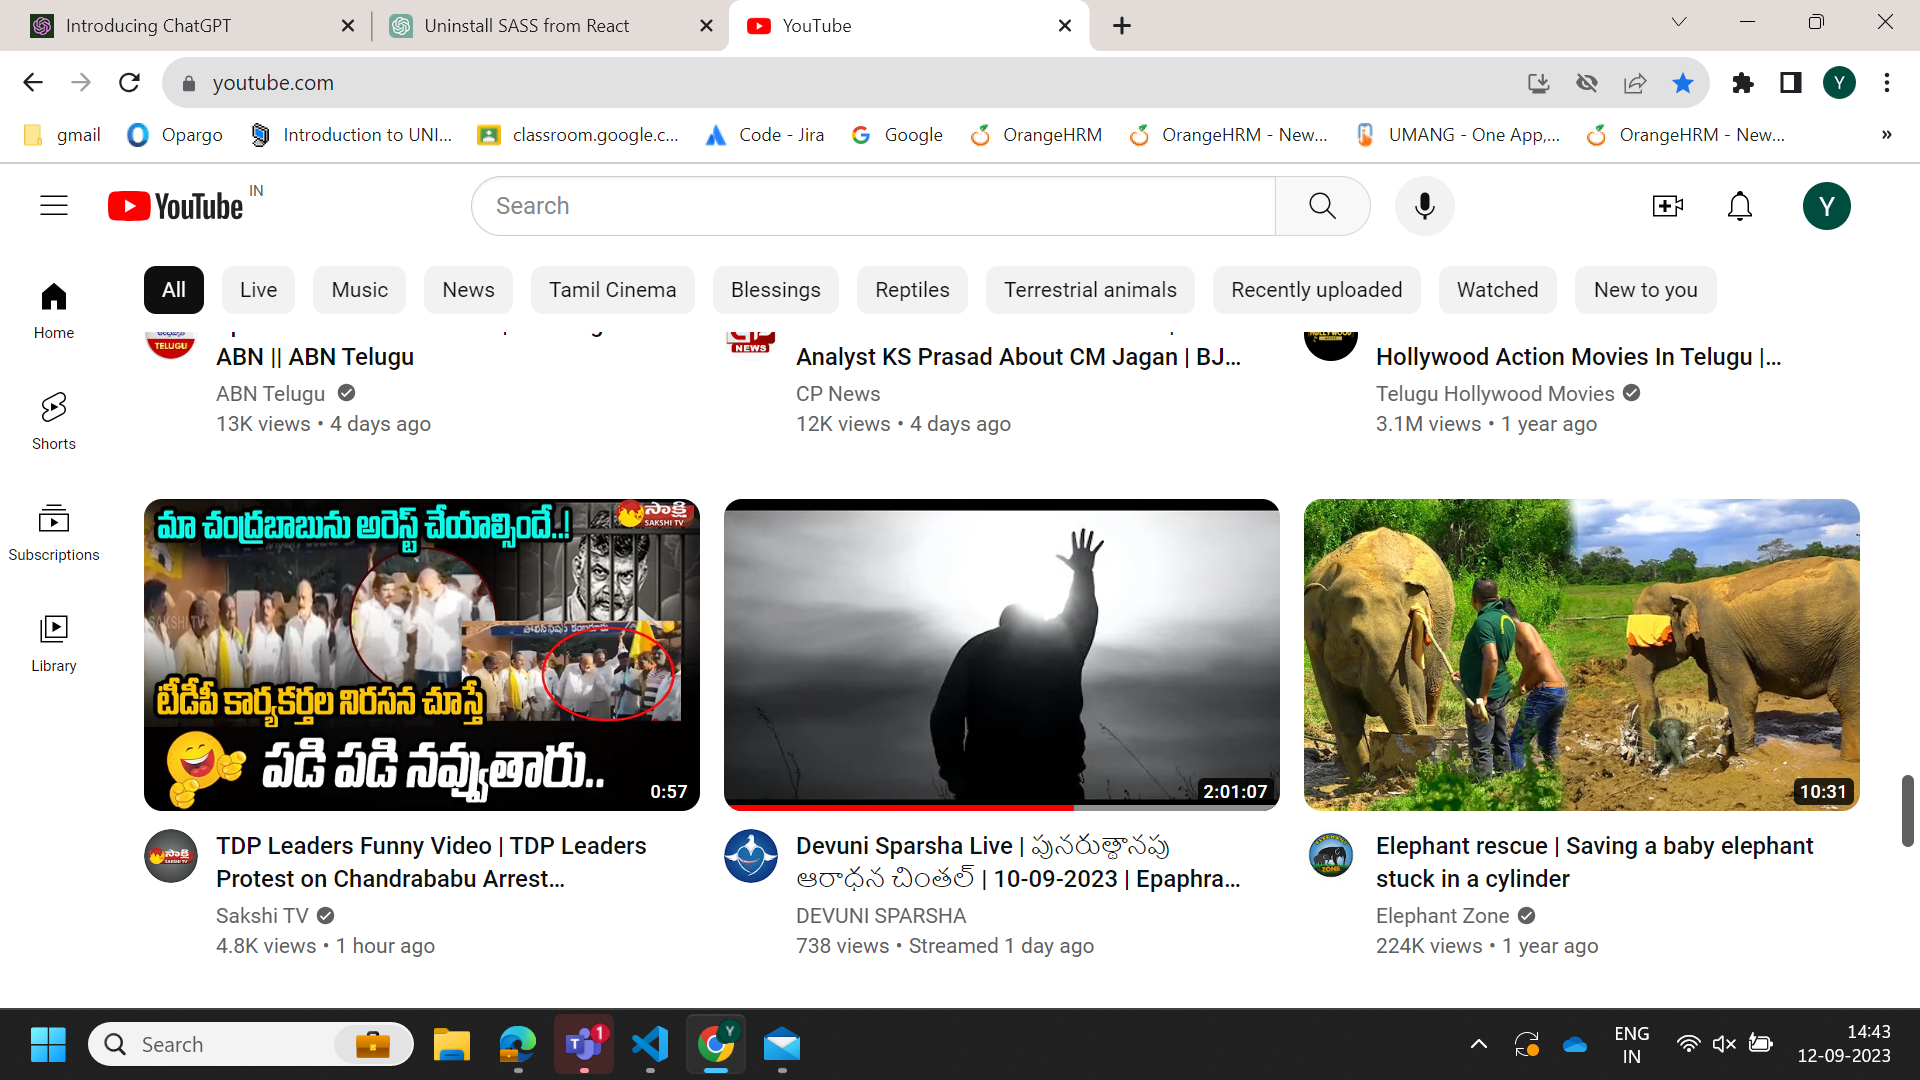 Introducing ChatGPT
Uninstall SASS from React
YouTube
youtube.com
Y
gmail
Opargo
Introduction to UNI...
classroom.google.c...
Code - Jira
Google
OrangeHRM
OrangeHRM - New...
UMANG - One App,...
OrangeHRM - New...
»
YouTube IN
Search
Y
All
Live
Music
News
Tamil Cinema
Blessings
Reptiles
Terrestrial animals
Recently uploaded
Watched
New to you
Home
Shorts
Subscriptions
Library
TELUGU
ABN || ABN Telugu
ABN Telugu
13K views • 4 days ago
NEWS
Analyst KS Prasad About CM Jagan | BJ...
CP News
12K views • 4 days ago
Hollywood Action Movies In Telugu |...
Telugu Hollywood Movies
3.1M views • 1 year ago
మా చంద్రబాబును అరెస్ట్ చేయాల్సిందే..!
సాక్షి
SAKSHI TV
SAKSHI TV
టీడీపీ కార్యకర్తల నిరసన చూస్తే
పడి పడి నవ్వుతారు..
0:57
2:01:07
10:31
సాక్షి
TDP Leaders Funny Video | TDP Leaders
Protest on Chandrababu Arrest...
Sakshi TV
4.8K views • 1 hour ago
Devuni Sparsha Live | పునరుత్థానపు
ఆరాధన చింతల్ | 10-09-2023 | Epaphra...
DEVUNI SPARSHA
738 views • Streamed 1 day ago
ZONE
Elephant rescue | Saving a baby elephant
stuck in a cylinder
Elephant Zone
224K views • 1 year ago
Search
1
Y
ENG
IN
14:43
12-09-2023